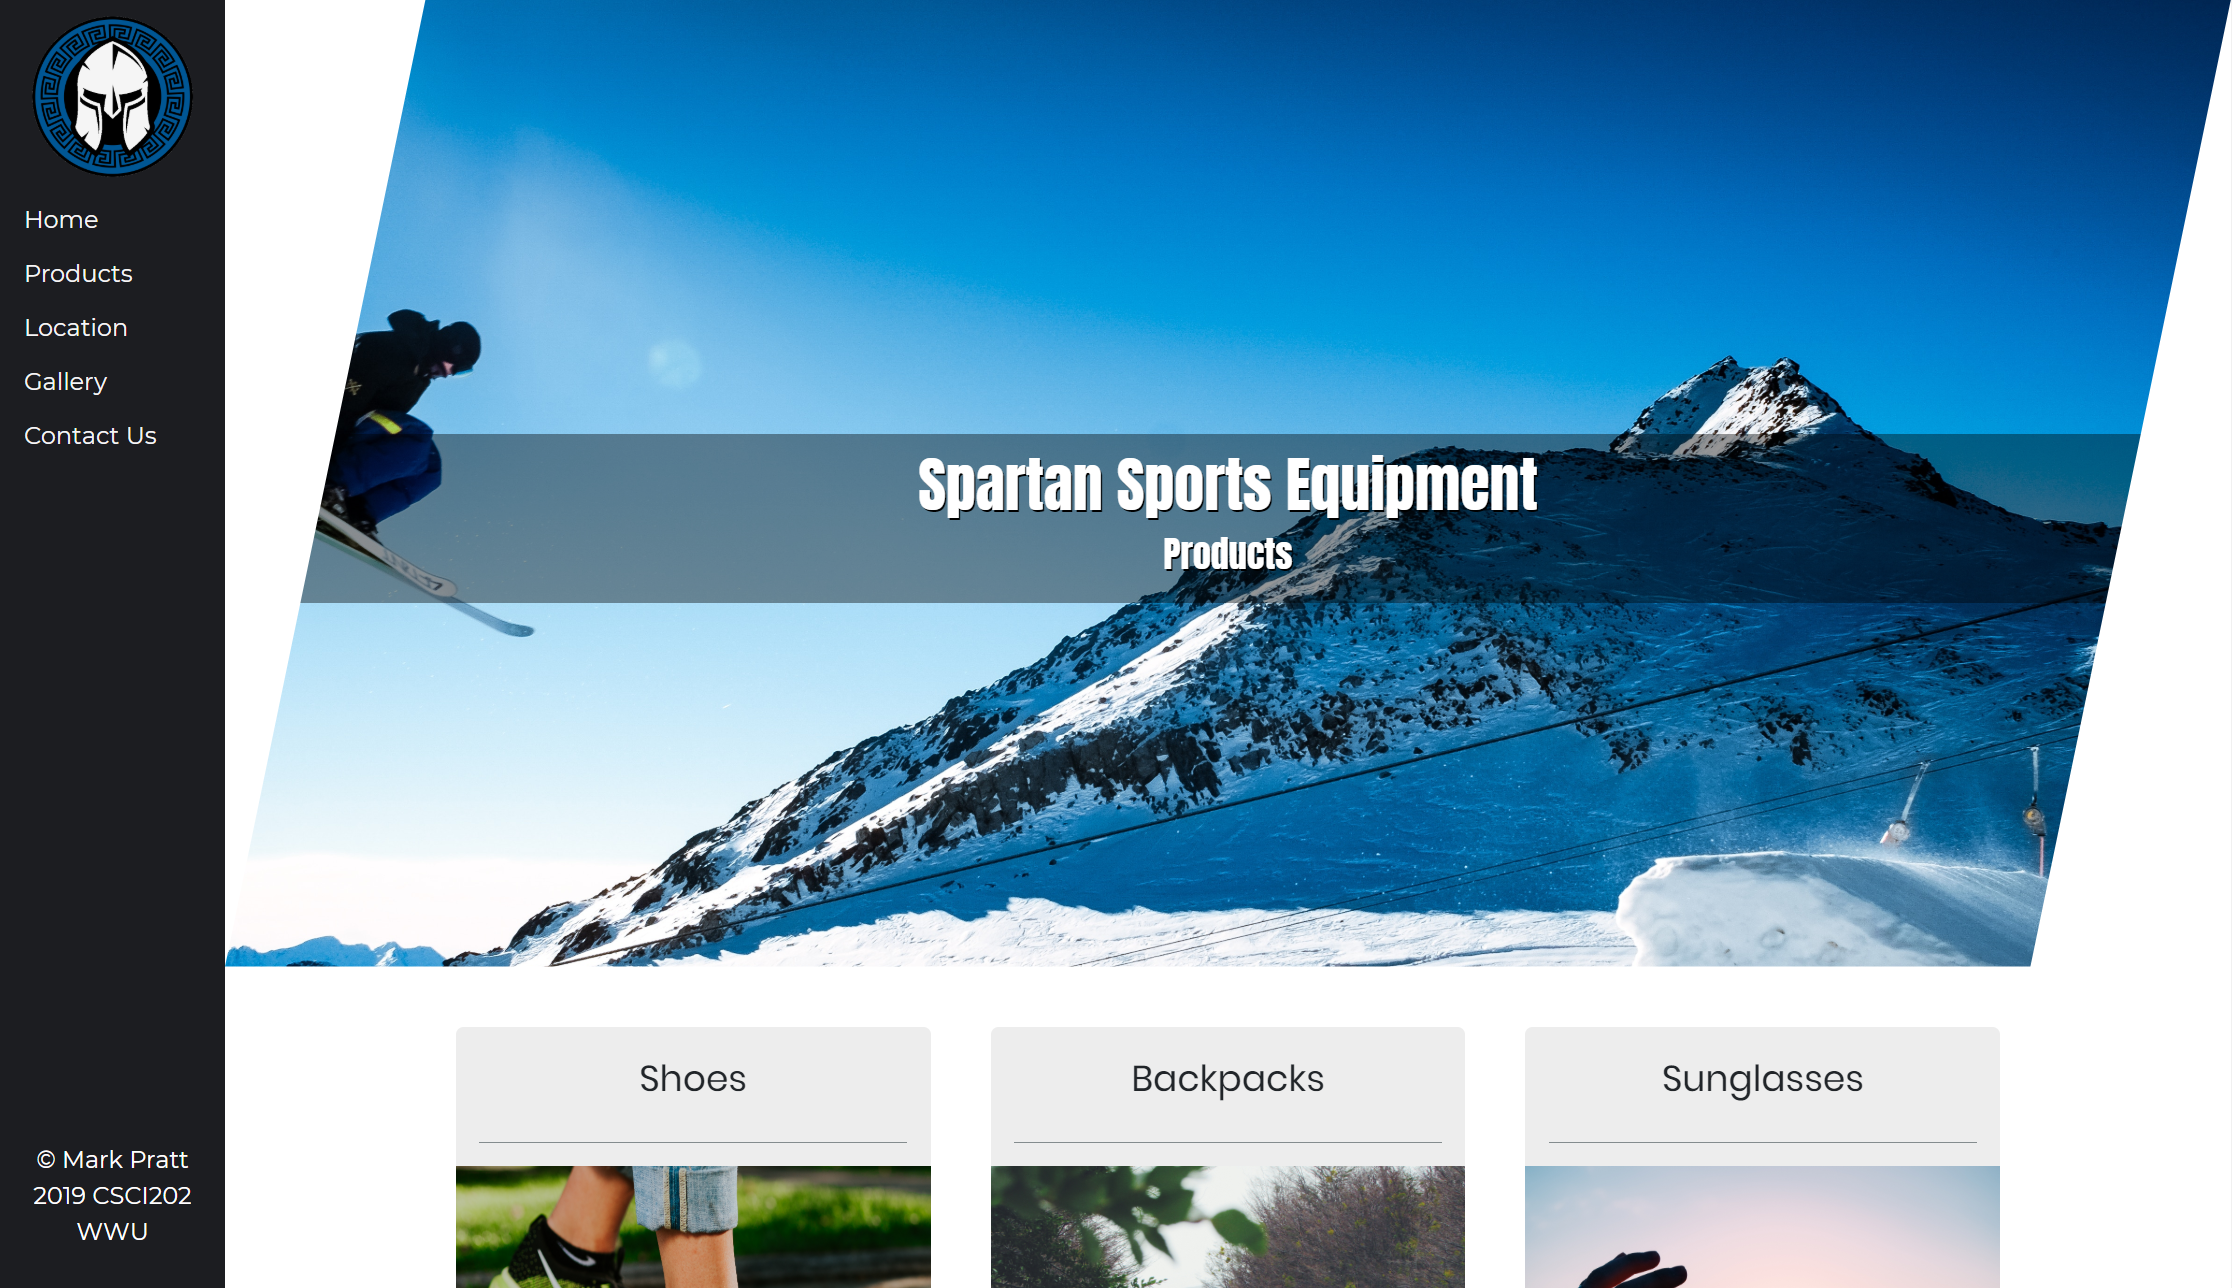 Home
Products
Location
Gallery
Contact Us
© Mark Pratt
2019 CSCI202
WWU
Spartan Sports Equipment
Products
Shoes
Backpacks
Sunglasses